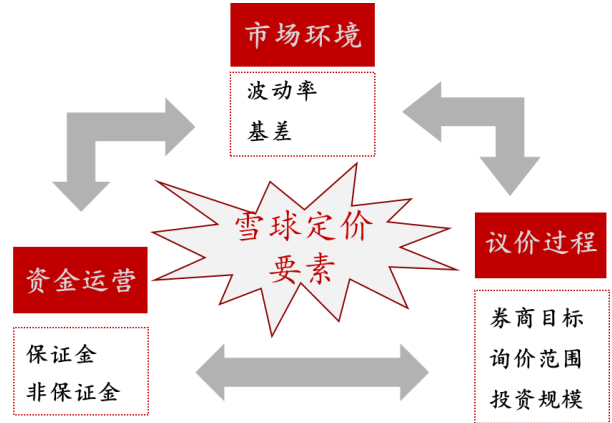 市场环境
波动率
基差
雪球定价
要素
资金运营
保证金
非保证金
议价过程
券商目标
询价范围
投资规模